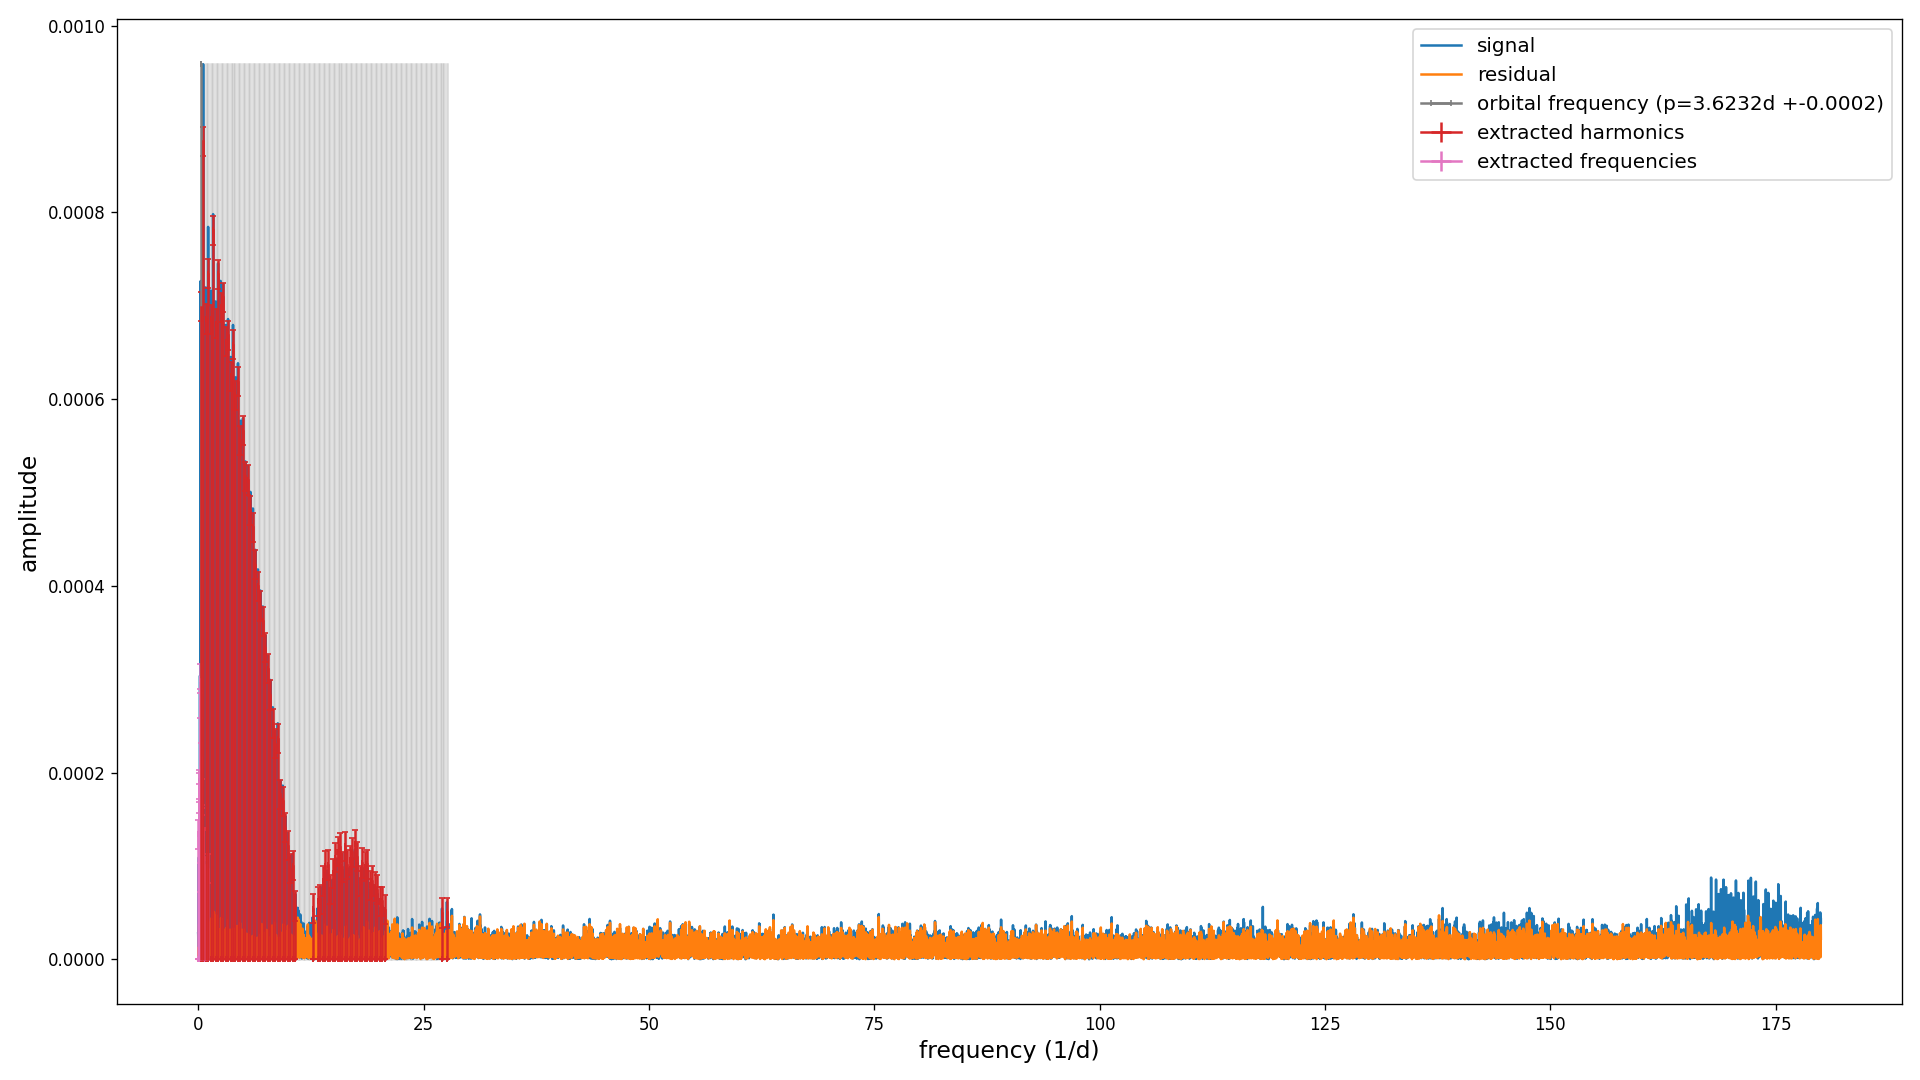 0.0010
0.0008
0.0006
0.0004
0.0002
0.0000
amplitude
signal
residual
orbital frequency (p=3.6232d +-0.0002)
extracted harmonics
extracted frequencies
0 25 50 75 100 125 150 175
frequency (1/d)